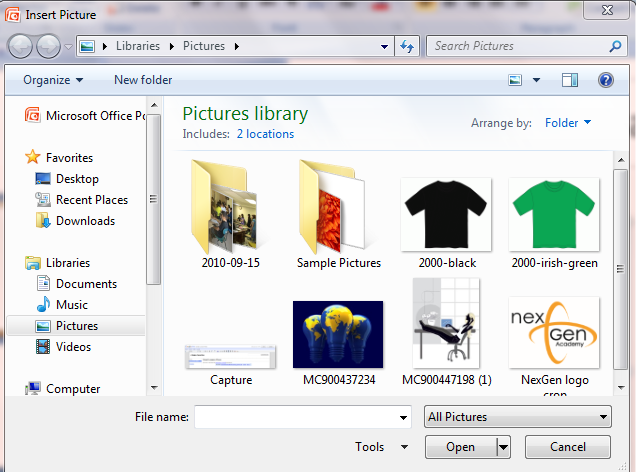 Insert Picture
Libraries
Pictures
Search Pictures
Organize
New folder
Microsoft Office Po
Favorites
Desktop
Recent Places
Downloads
Libraries
Documents
Music
Pictures
Videos
Computer
Pictures library
Includes: 2 locations
Arrange by: Folder
2010-09-15
Sample Pictures
2000-black
2000-irish-green
Capture
MC900437234
MC900447198 (1)
nex
Gen
Academy
NexGen logo
crop
File name:
All Pictures
Tools
Open
Cancel